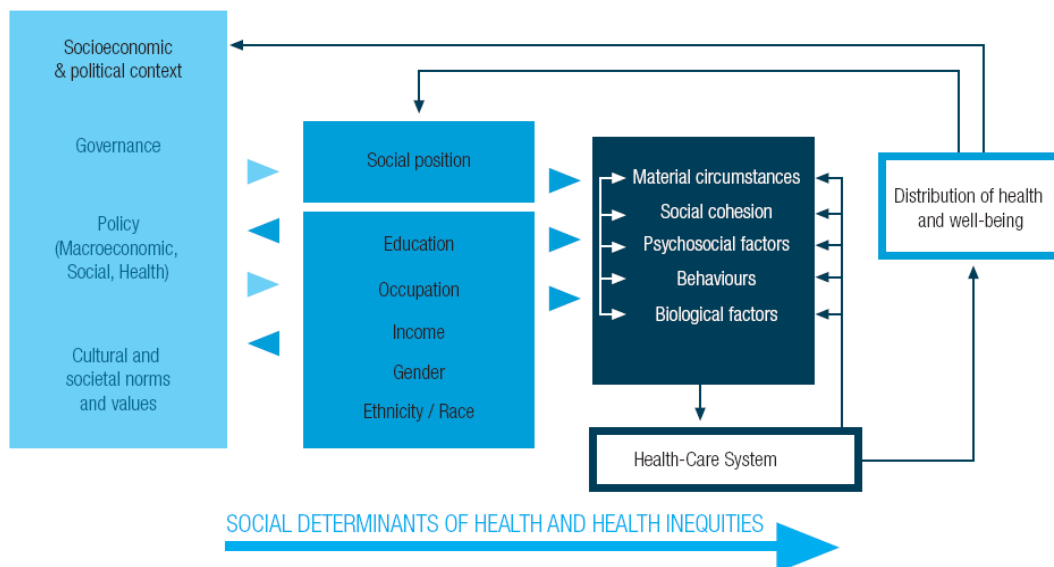 Socioeconomic
& political context
Governance
Policy
(Macroeconomic,
Social, Health)
Cultural and
societal norms
and values
Social position
Education
Occupation
Income
Gender
Ethnicity / Race
Material circumstances
Social cohesion
Psychosocial factors
Behaviours
Biological factors
Health-Care System
Distribution of health
and well-being
SOCIAL DETERMINANTS OF HEALTH AND HEALTH INEQUITIES